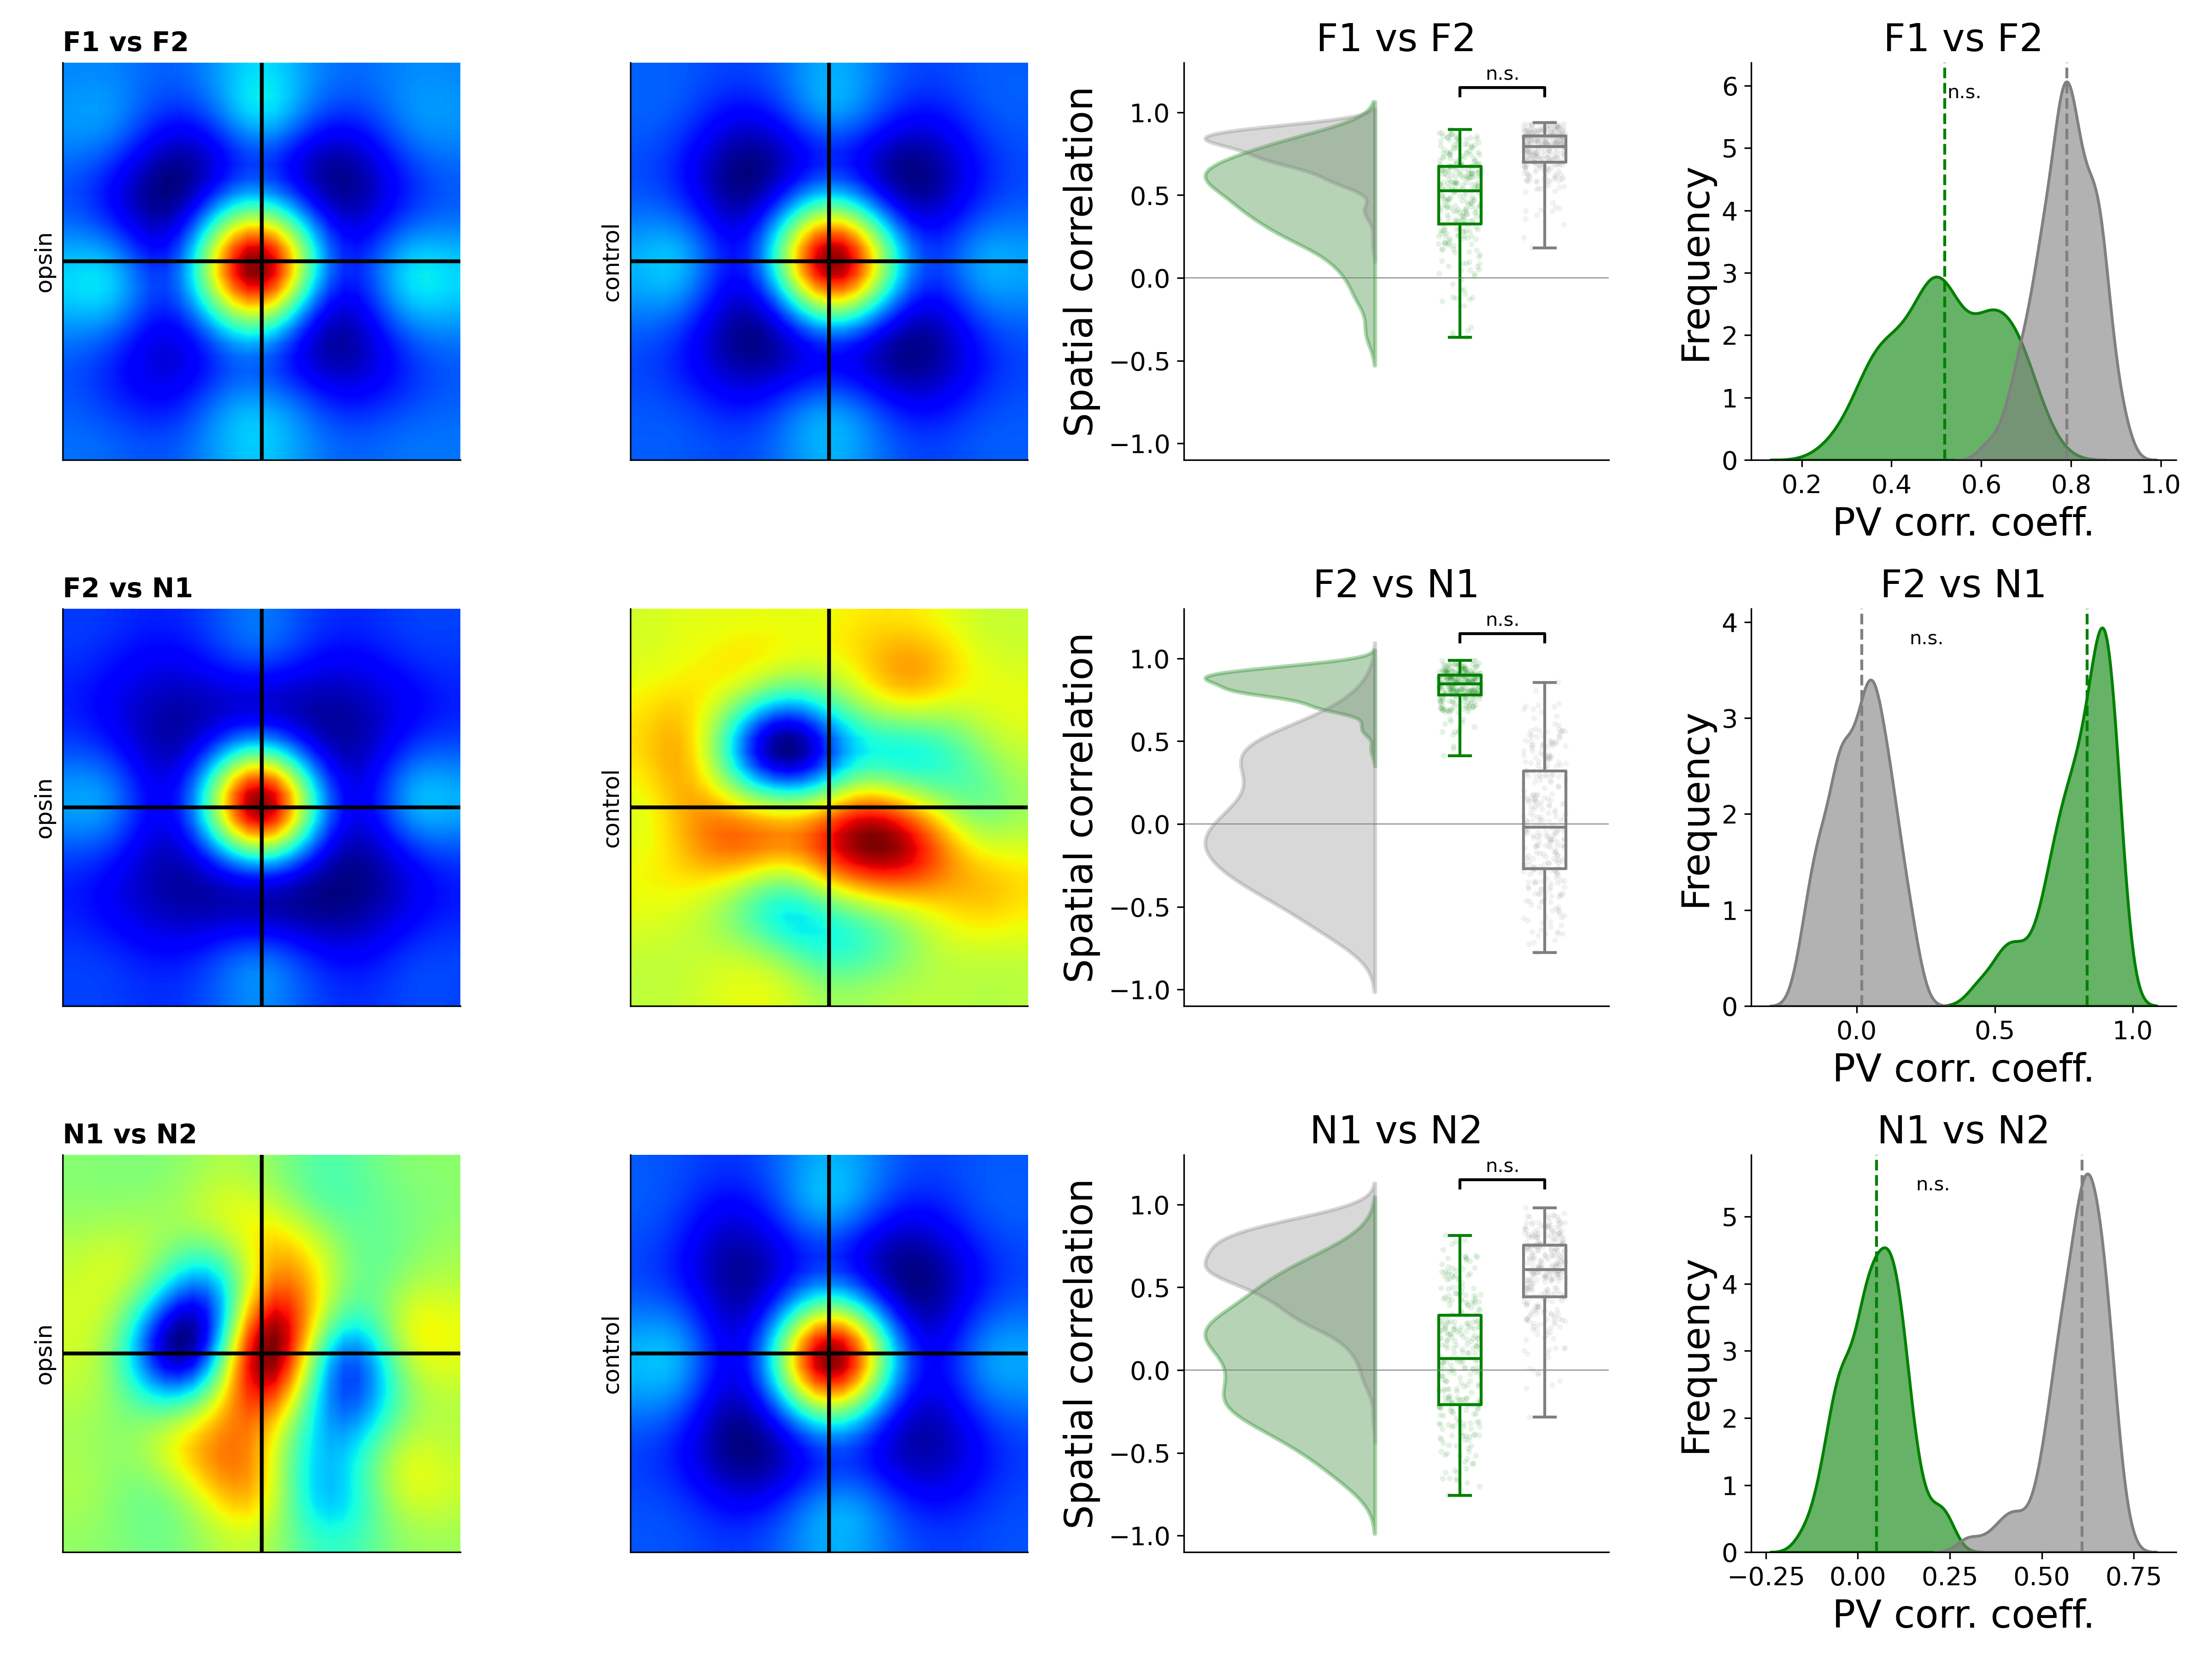 F1 vs F2
opsin
control
F1 vs F2
Spatial correlation
1.0
0.5
0.0
−0.5
−1.0
n.s.
F1 vs F2
Frequency
6
5
4
3
2
1
0
n.s.
0.2 0.4 0.6 0.8 1.0
PV corr. coeff.
F2 vs N1
opsin
control
F2 vs N1
Spatial correlation
1.0
0.5
0.0
−0.5
−1.0
n.s.
F2 vs N1
Frequency
4
3
2
1
0
n.s.
0.0 0.5 1.0
PV corr. coeff.
N1 vs N2
opsin
control
N1 vs N2
Spatial correlation
1.0
0.5
0.0
−0.5
−1.0
n.s.
N1 vs N2
Frequency
5
4
3
2
1
0
n.s.
−0.25 0.00 0.25 0.50 0.75
PV corr. coeff.